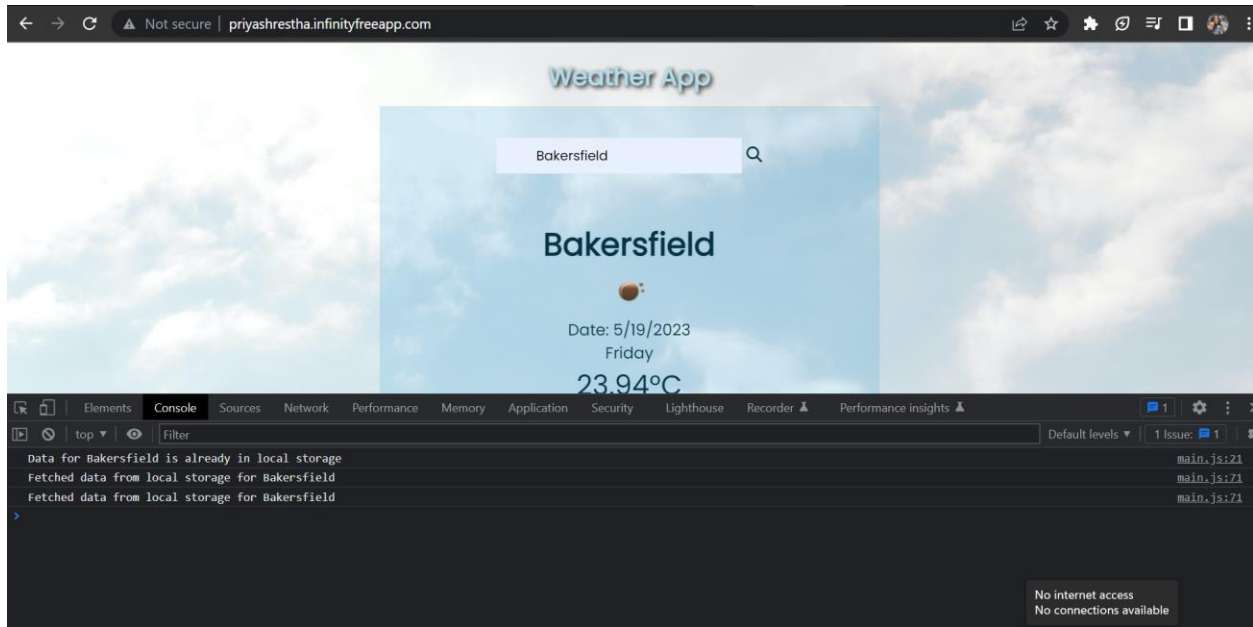 Not secure | priyashrestha.infinityfreeapp.com
Weather App
Bakersfield
Bakersfield
Date: 5/19/2023
Friday
23.94°C
Elements Console Sources Network Performance Memory Application Security Lighthouse Recorder Performance insights 1
top Filter Default levels 1 Issue: 1
Data for Bakersfield is already in local storage main.js:21
Fetched data from local storage for Bakersfield main.js:71
Fetched data from local storage for Bakersfield main.js:71
No internet access
No connections available